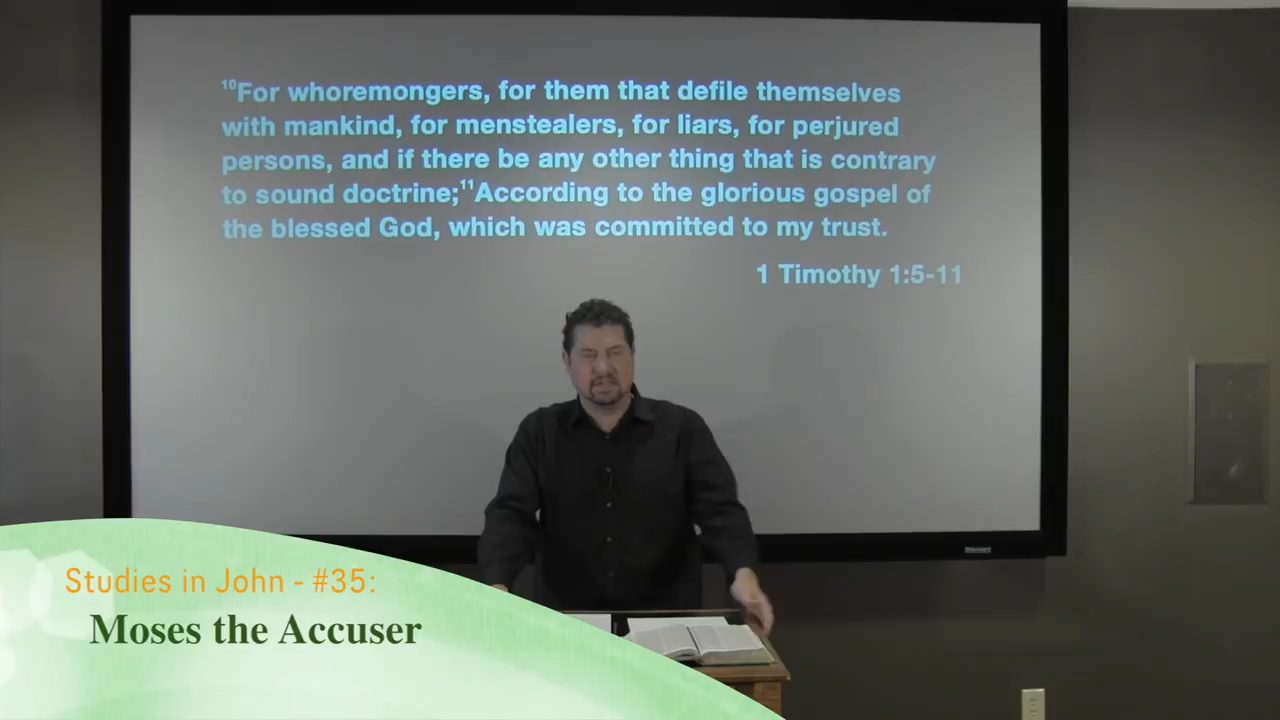 ¹⁰For whoremongers, for them that defile themselves
with mankind, for menstealers, for liars, for perjured
persons, and if there be any other thing that is contrary
to sound doctrine;¹¹According to the glorious gospel of
the blessed God, which was committed to my trust.
1 Timothy 1:5-11
Studies in John - #35:
Moses the Accuser